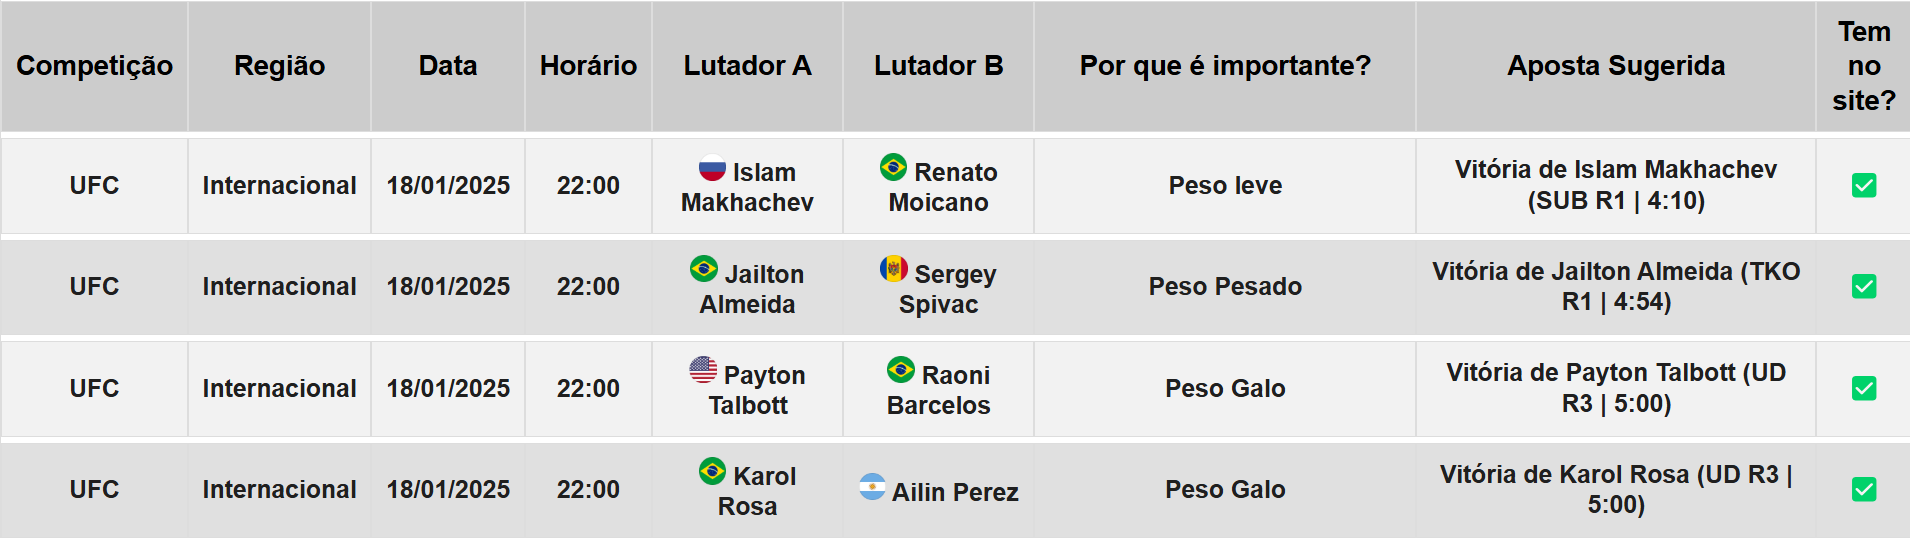 Competição Região Data Horário Lutador A Lutador B Por que é importante? Aposta Sugerida Tem no site?
UFC Internacional 18/01/2025 22:00 Islam Makhachev Renato Moicano Peso leve Vitória de Islam Makhachev (SUB R1 | 4:10)
UFC Internacional 18/01/2025 22:00 Jailton Almeida Sergey Spivac Peso Pesado Vitória de Jailton Almeida (TKO R1 | 4:54)
UFC Internacional 18/01/2025 22:00 Payton Talbott Raoni Barcelos Peso Galo Vitória de Payton Talbott (UD R3 | 5:00)
UFC Internacional 18/01/2025 22:00 Karol Rosa Ailin Perez Peso Galo Vitória de Karol Rosa (UD R3 | 5:00)